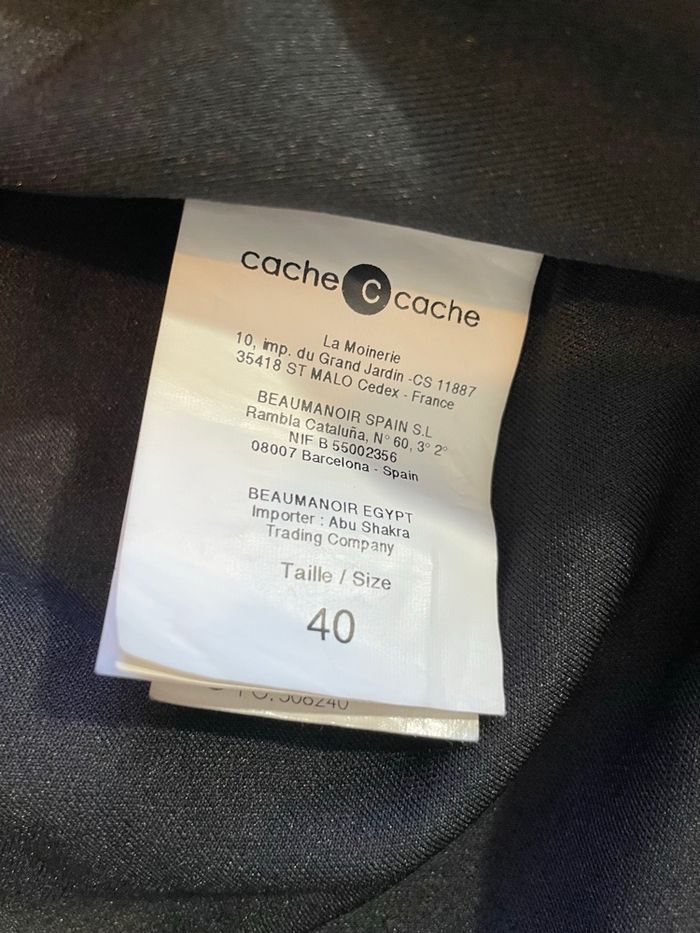 cache C cache
La Moinerie
10, imp. du Grand Jardin -CS 11887
35418 ST MALO Cedex - France
BEAUMANOIR SPAIN S.L
Rambla Cataluña, N° 60, 3° 2°
NIF B 55002356
08007 Barcelona - Spain
BEAUMANOIR EGYPT
Importer : Abu Shakra
Trading Company
Taille / Size
40